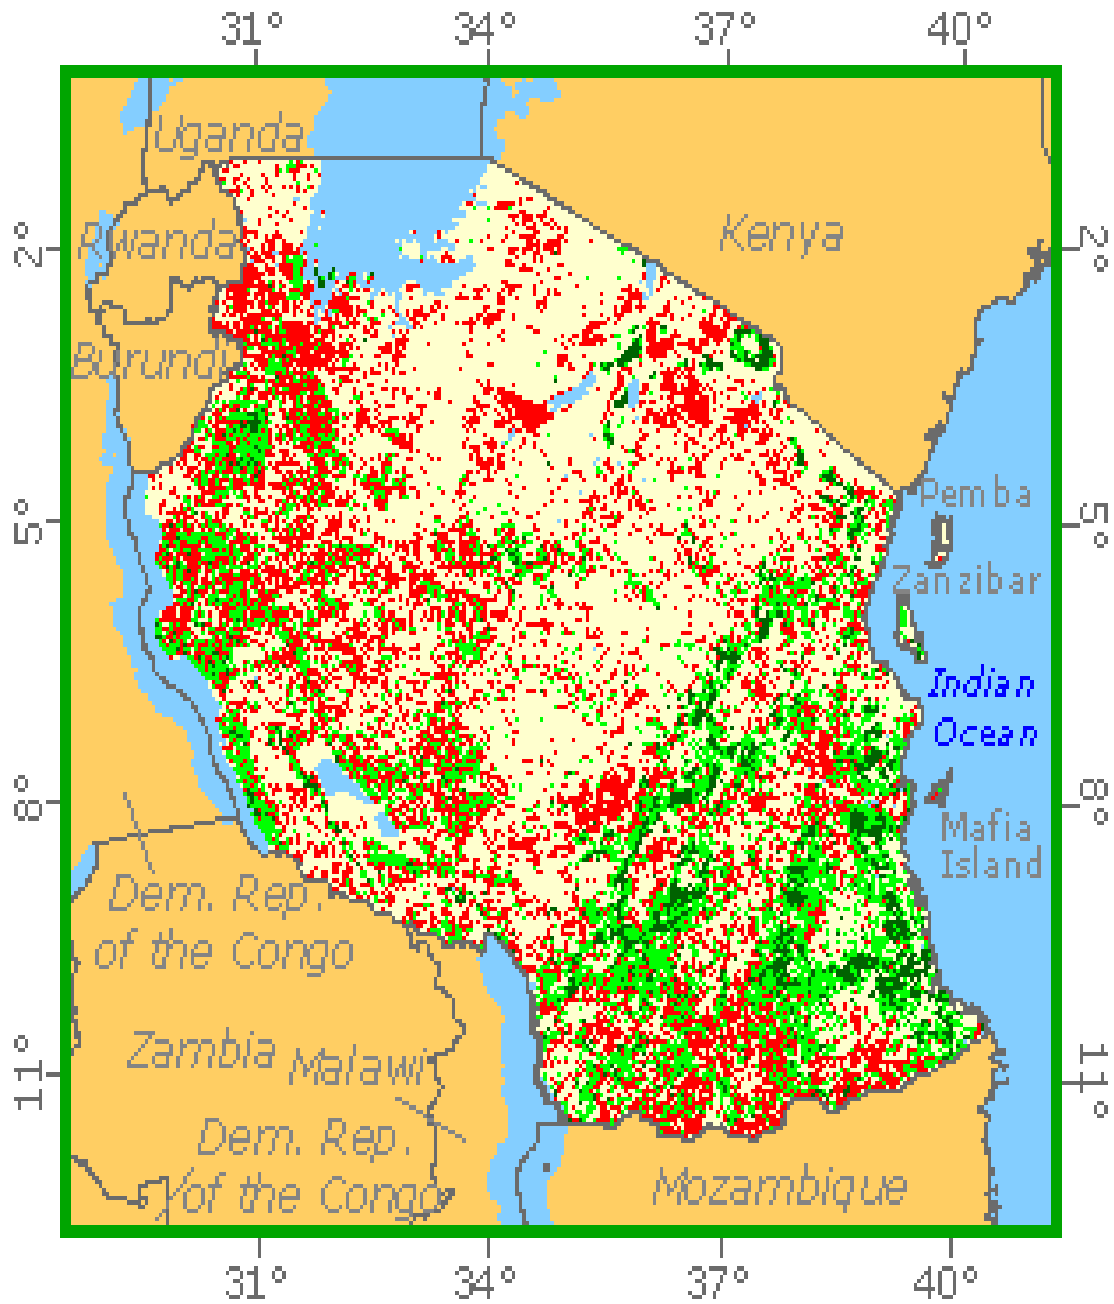 31° 34° 37° 40°
Uganda
Rwanda
Kenya
2° 2°
Burundi
Pemba
5° 5°
Zanzibar
Indian
Ocean
8° 8°
Mafia
Island
Dem. Rep.
of the Congo
Zambia
Malawi
11° 11°
Dem. Rep.
of the Congo
Mozambique
31° 34° 37° 40°